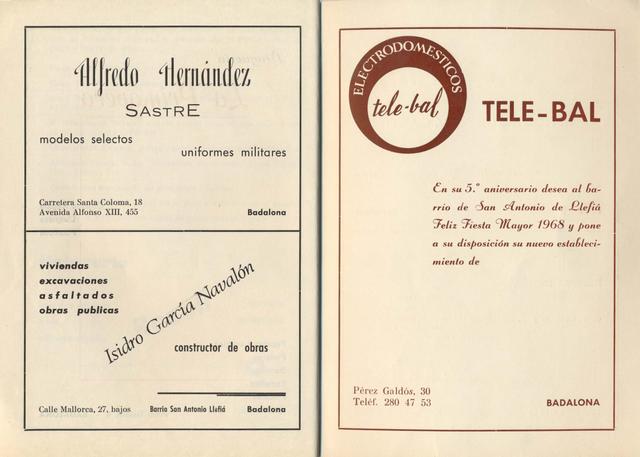 Alfredo Hernández
SASTRE
modelos selectos
uniformes militares
Carretera Santa Coloma, 18
Avenida Alfonso XIII, 455
Badalona
viviendas
excavaciones
asfaltados
obras publicas
Isidro García Navalón
constructor de obras
Calle Mallorca, 27, bajos
Barrio San Antonio Llefiá
Badalona
ELECTRODOMESTICOS
tele-bal
TELE-BAL
En su 5.º aniversario desea al ba-
rrio de San Antonio de Llefiá
Feliz Fiesta Mayor 1968 y pone
a su disposición su nuevo estableci-
miento de
Pérez Galdós, 30
Teléf. 280 47 53
BADALONA